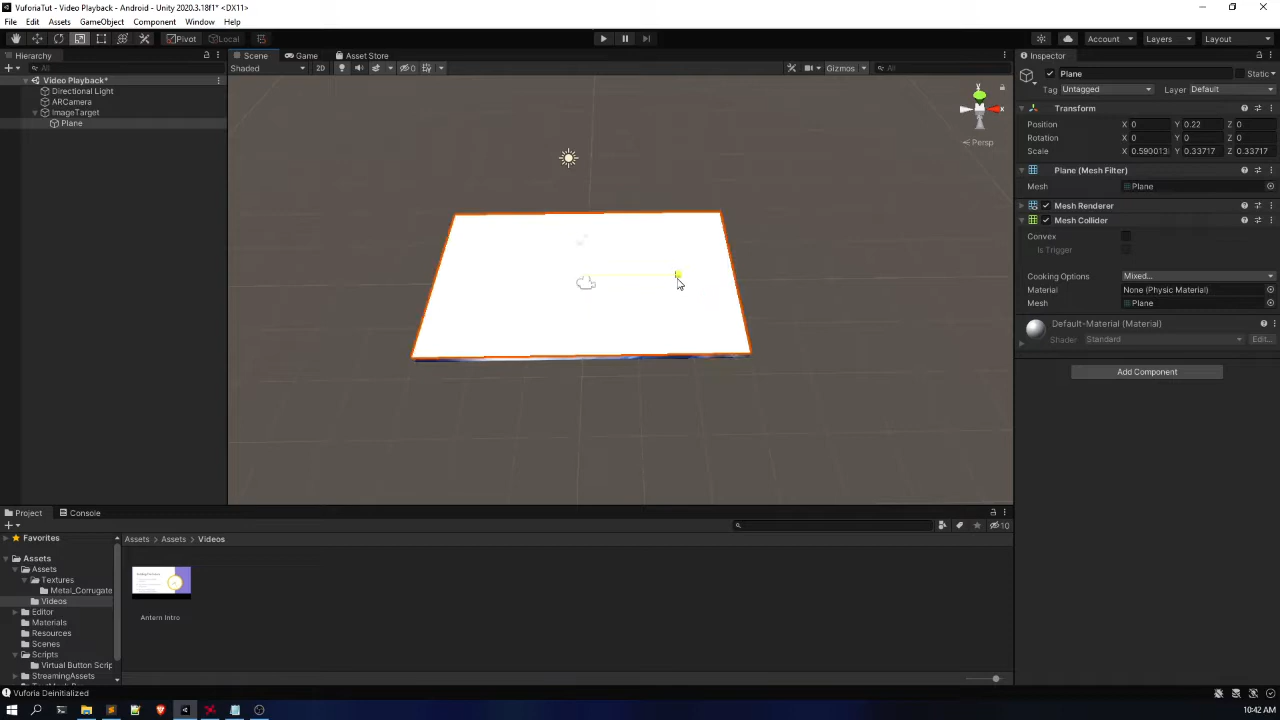 VuforiaTut - Video Playback - Android - Unity 2020.3.18f1* <DX11>
File Edit Assets GameObject Component Window Help
Pivot Local Account Layers Layout
Hierarchy Scene Game Asset Store Inspector
All Shaded 2D 0 Gizmos All Plane Static
Video Playback* Tag Untagged Layer Default
Directional Light
ARCamera Transform
ImageTarget
Plane Position X 0 Y 0.22 Z 0
Rotation X 0 Y 0 Z 0
Persp Scale X 0.590013 Y 0.33717 Z 0.33717
Plane (Mesh Filter)
Mesh Plane
Mesh Renderer
Mesh Collider
Convex
Is Trigger
Cooking Options Mixed...
Material None (Physic Material)
Mesh Plane
Default-Material (Material)
Shader Standard Edit...
Add Component
Project Console
10
Favorites Assets > Assets > Videos
Assets
Assets
Textures
Metal_Corrugate
Videos
Editor Antern Intro
Materials
Resources
Scenes
Scripts
Virtual Button Scrip
StreamingAssets
Vuforia Deinitialized
10:42 AM